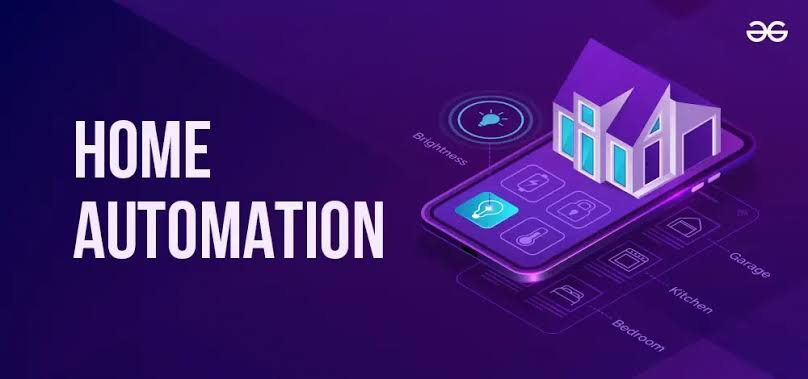 HOME
AUTOMATION
Brightness
Garage
Kitchen
Bedroom